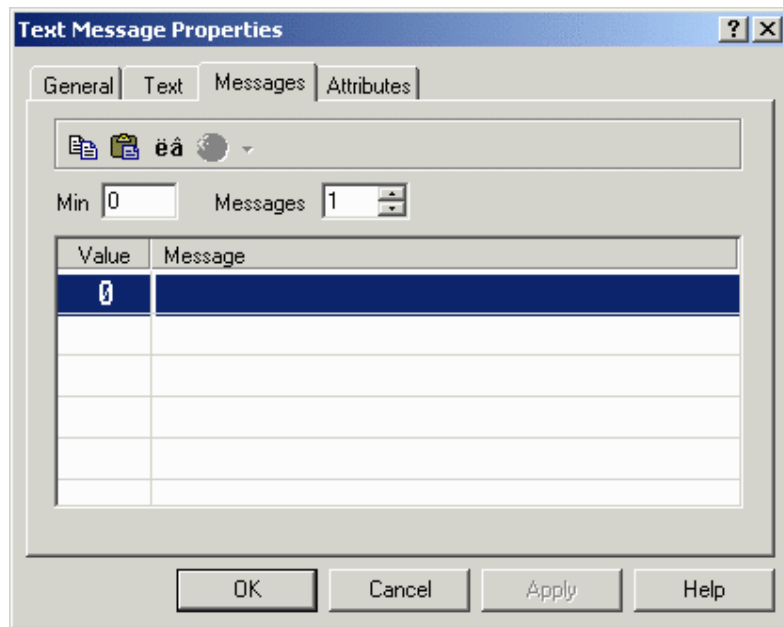 Text Message Properties
General Text Messages Attributes
ëâ
Min 0 Messages 1
Value Message
0
OK Cancel Apply Help